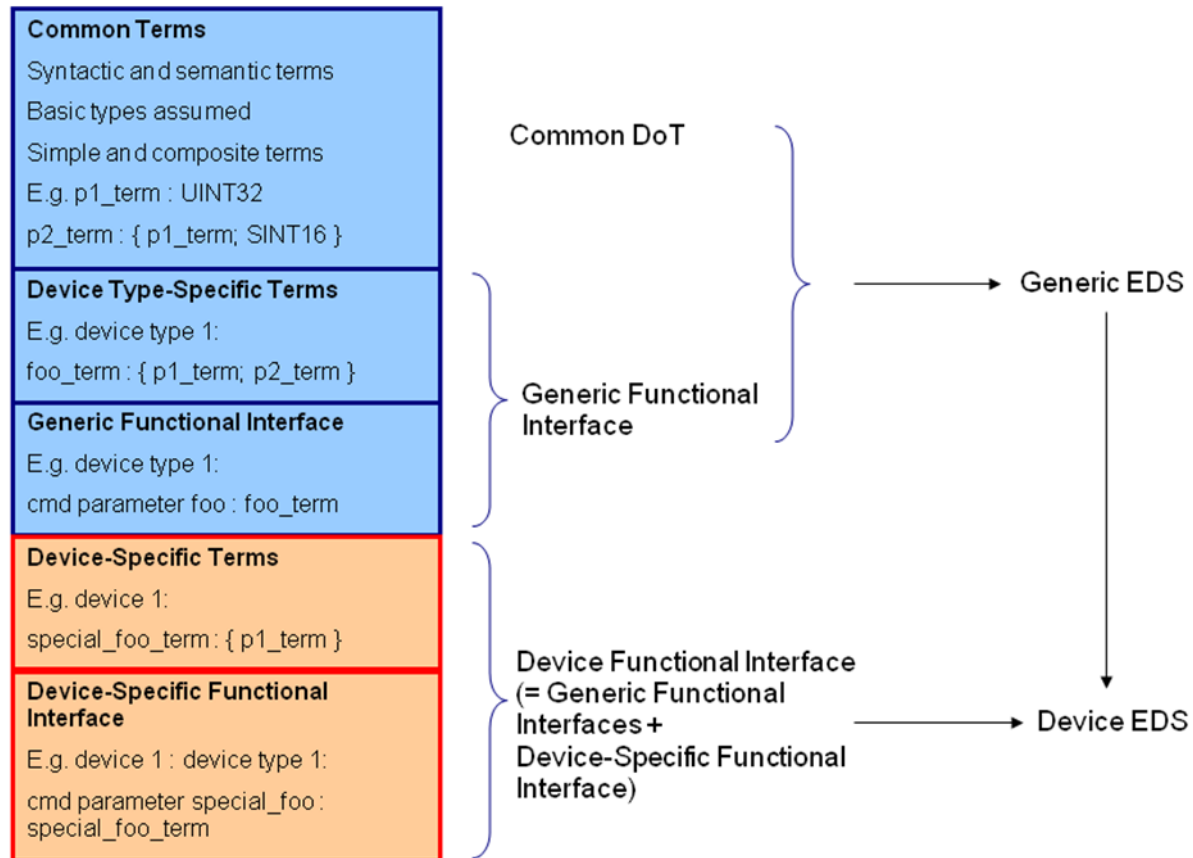 Common Terms
Syntactic and semantic terms
Basic types assumed
Simple and composite terms
E.g. p1_term : UINT32
p2_term : { p1_term; SINT16 }
Device Type-Specific Terms
E.g. device type 1:
foo_term : { p1_term; p2_term }
Generic Functional Interface
E.g. device type 1:
cmd parameter foo : foo_term
Device-Specific Terms
E.g. device 1:
special_foo_term : { p1_term }
Device-Specific Functional
Interface
E.g. device 1 : device type 1:
cmd parameter special_foo :
special_foo_term
Common DoT
Generic Functional
Interface
Device Functional Interface
(= Generic Functional
Interfaces +
Device-Specific Functional
Interface)
Generic EDS
Device EDS